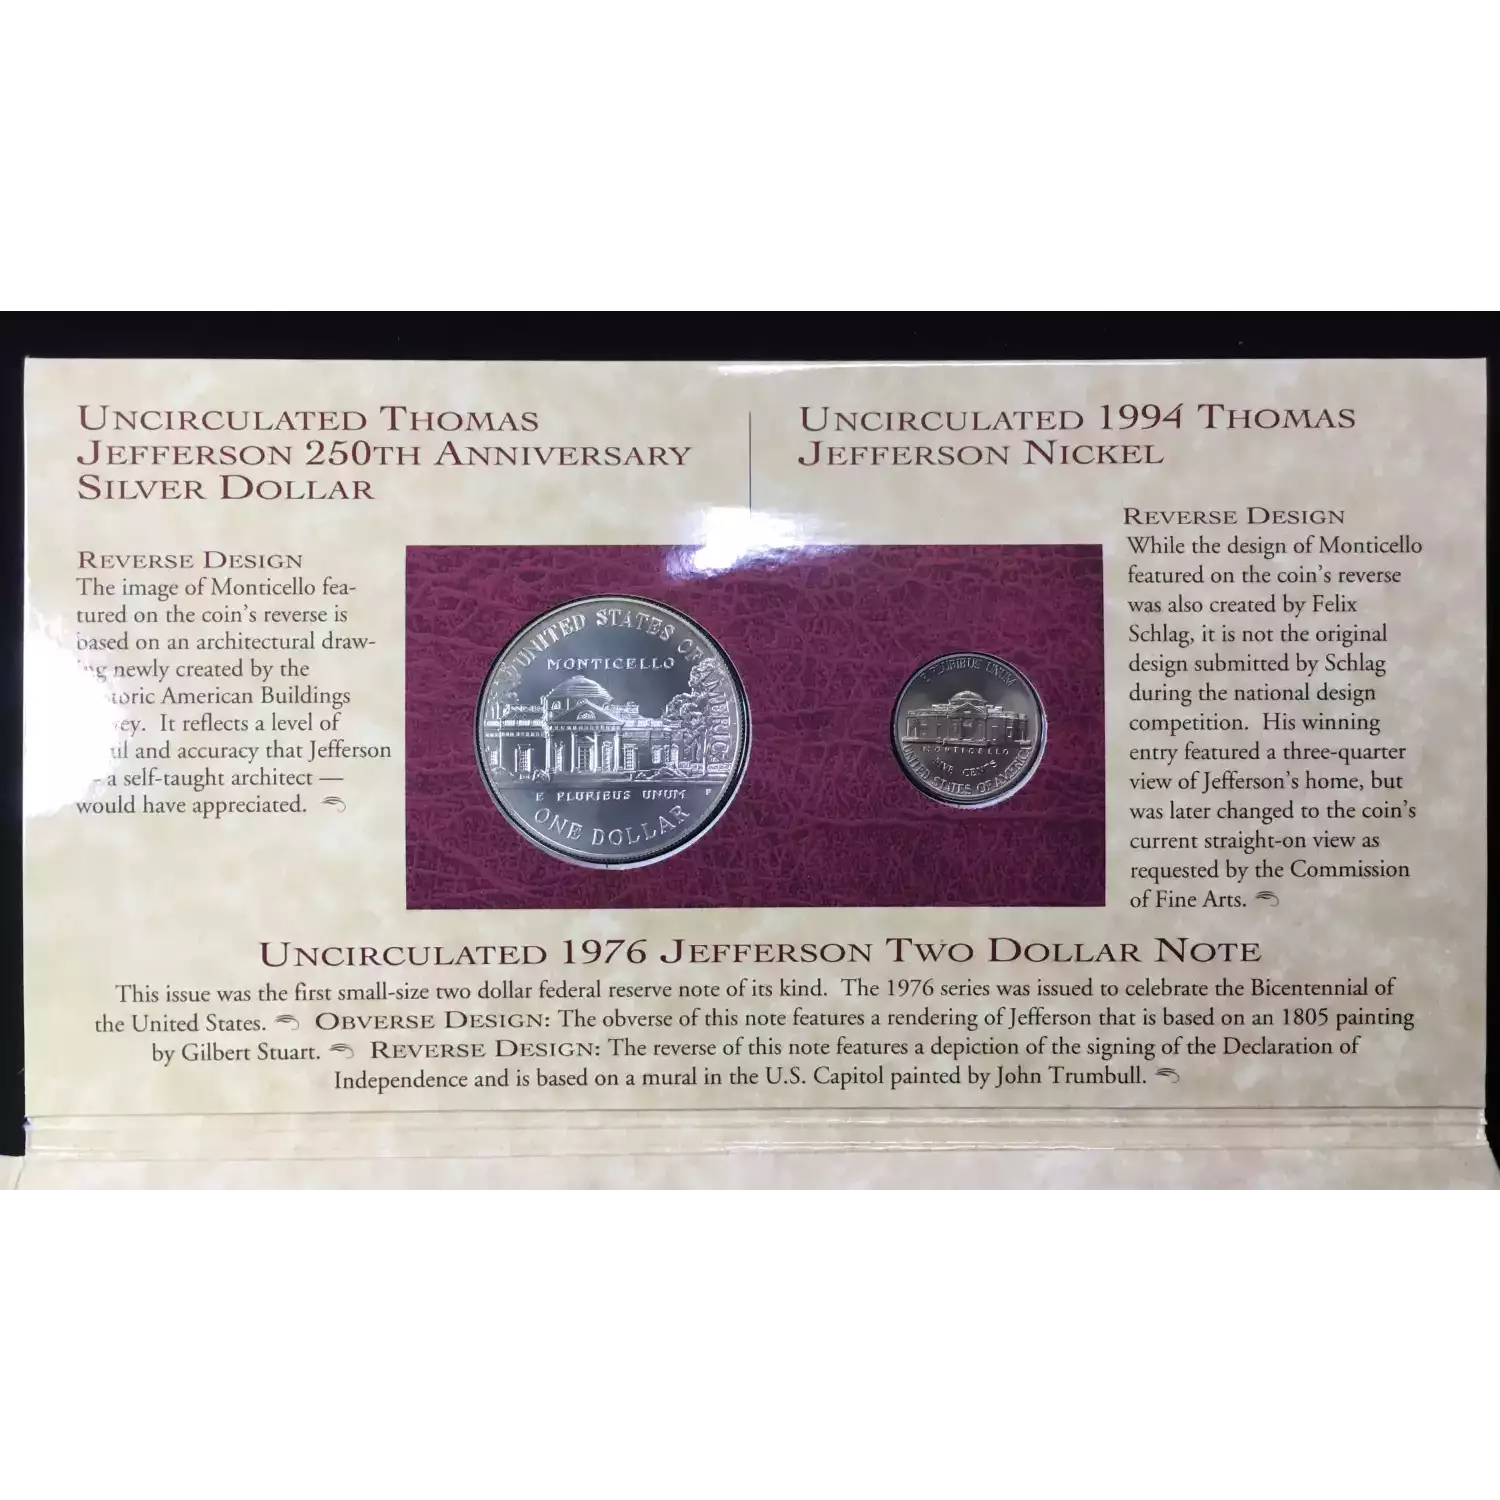 UNCIRCULATED THOMAS
JEFFERSON 250TH ANNIVERSARY
SILVER DOLLAR
REVERSE DESIGN
The image of Monticello fea-
tured on the coin's reverse is
based on an architectural draw-
newly created by the
American Buildings
It reflects a level of
and accuracy that Jefferson
– a self-taught architect —
would have appreciated.
UNITED STATES OF AMERICA
MONTICELLO
E PLURIBUS UNUM P
ONE DOLLAR
UNCIRCULATED 1994 THOMAS
JEFFERSON NICKEL
E PLURIBUS UNUM
MONTICELLO
FIVE CENTS
UNITED STATES OF AMERICA
REVERSE DESIGN
While the design of Monticello
featured on the coin's reverse
was also created by Felix
Schlag, it is not the original
design submitted by Schlag
during the national design
competition. His winning
entry featured a three-quarter
view of Jefferson's home, but
was later changed to the coin's
current straight-on view as
requested by the Commission
of Fine Arts.
UNCIRCULATED 1976 JEFFERSON TWO DOLLAR NOTE
This issue was the first small-size two dollar federal reserve note of its kind. The 1976 series was issued to celebrate the Bicentennial of
the United States. OBVERSE DESIGN: The obverse of this note features a rendering of Jefferson that is based on an 1805 painting
by Gilbert Stuart. REVERSE DESIGN: The reverse of this note features a depiction of the signing of the Declaration of
Independence and is based on a mural in the U.S. Capitol painted by John Trumbull.